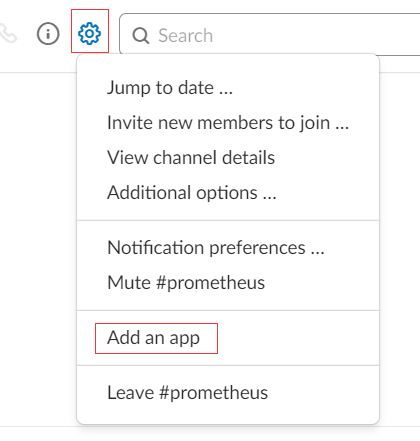 Search
Jump to date ...
Invite new members to join ...
View channel details
Additional options ...
Notification preferences ...
Mute #prometheus
Add an app
Leave #prometheus